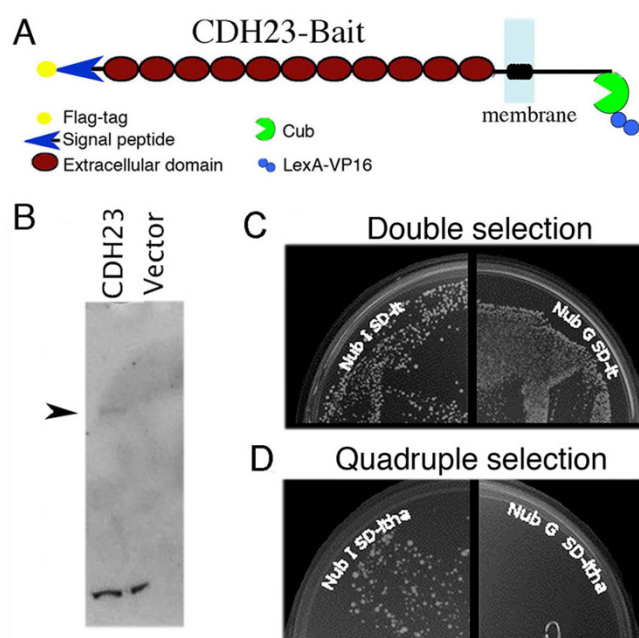 A
CDH23-Bait
membrane
Flag-tag
Signal peptide
Extracellular domain
Cub
LexA-VP16
B
CDH23
Vector
C
Double selection
Nub I SD-lt
Nub G SD-lt
D
Quadruple selection
Nub I SD-ltha
Nub G SD-ltha